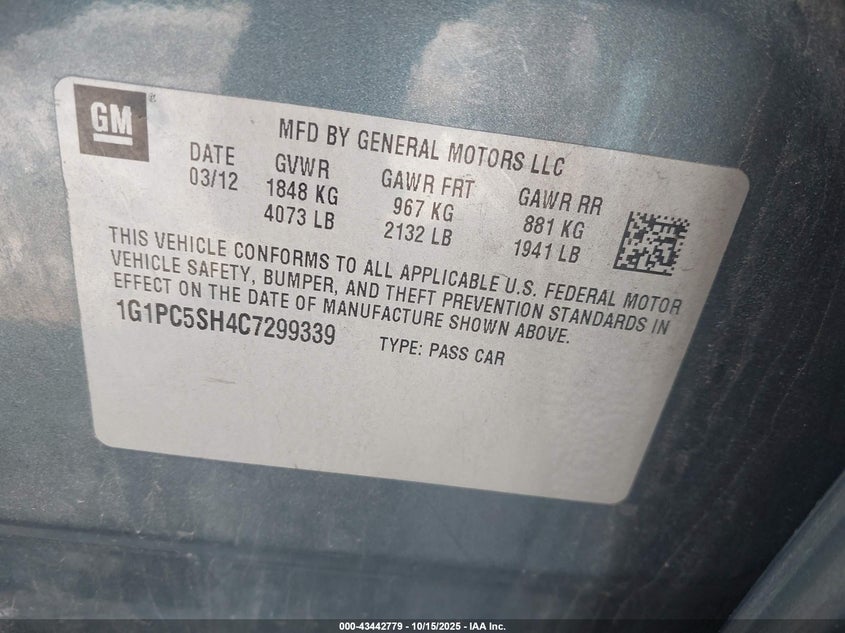 GM®
MFD BY GENERAL MOTORS LLC
DATE GVWR GAWR FRT GAWR RR
03/12 1848 KG 967 KG 881 KG
4073 LB 2132 LB 1941 LB
THIS VEHICLE CONFORMS TO ALL APPLICABLE U.S. FEDERAL MOTOR
VEHICLE SAFETY, BUMPER, AND THEFT PREVENTION STANDARDS IN
EFFECT ON THE DATE OF MANUFACTURE SHOWN ABOVE.
1G1PC5SH4C7299339 TYPE: PASS CAR
000-43442779 - 10/15/2025 - IAA Inc.